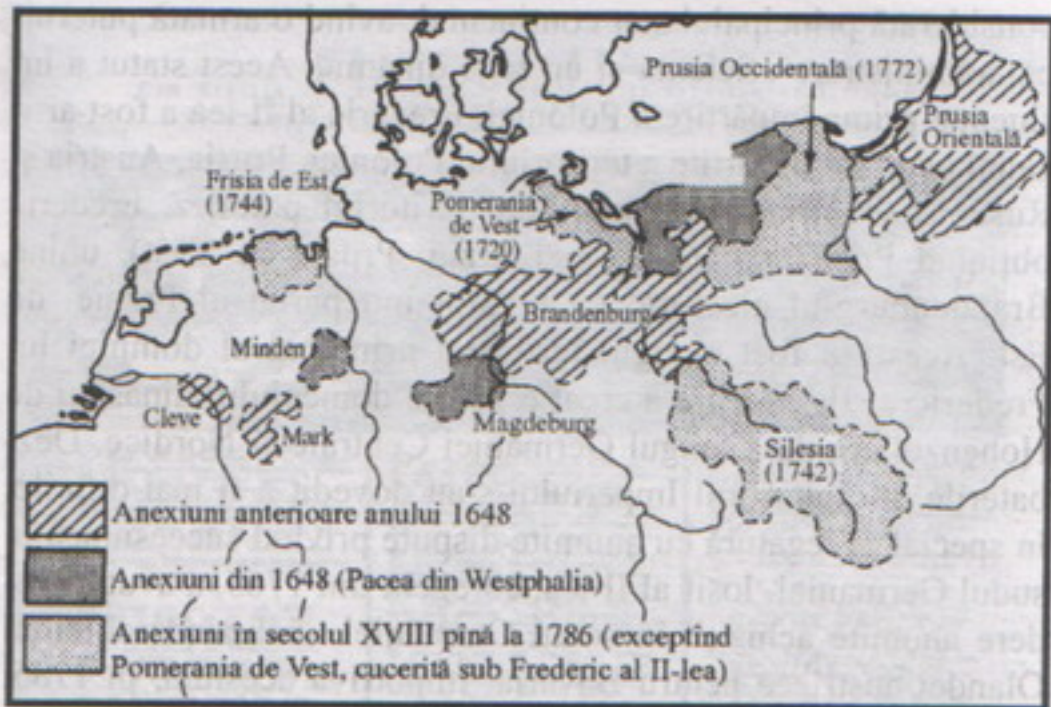 Prusia Occidentală (1772)
Prusia
Orientală
Frisia de Est
(1744)
Pomerania
de Vest
(1720)
Brandenburg
Minden
Cleve
Mark
Magdeburg
Silesia
(1742)
Anexiuni anterioare anului 1648
Anexiuni din 1648 (Pacea din Westphalia)
Anexiuni în secolul XVIII pînă la 1786 (exceptînd
Pomerania de Vest, cucerită sub Frederic al II-lea)